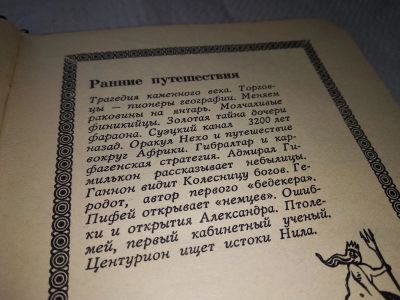 Ранние путешествия
Трагедия каменного века. Торгов-
цы — пионеры географии. Меняем
раковины на янтарь. Молчаливые
финикийцы. Золотая тайна дочери
фараона. Суэцкий канал 3200 лет
назад. Оракул Нехо и путешествие
вокруг Африки. Гибралтар и кар-
фагенская стратегия. Адмирал Ги-
милькон рассказывает небылицы.
Ганнон видит Колесницу богов. Ге-
родот, автор первого «бедекера».
Пифей открывает «немцев». Ошиб-
ки и открытия Александра. Птоле-
мей, первый кабинетный ученый.
Центурион ищет истоки Нила.